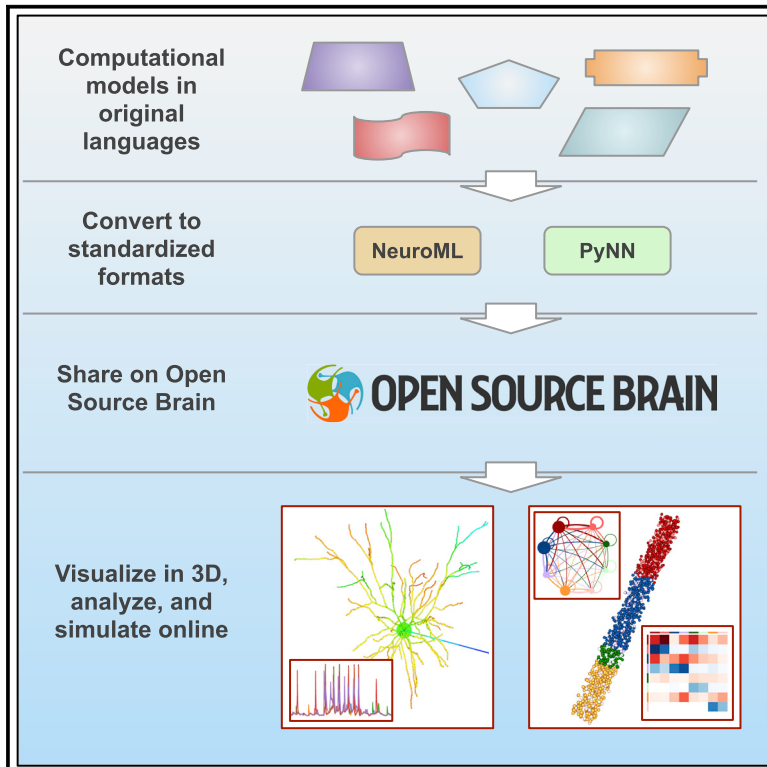 Computational
models in
original
languages
Convert to
standardized
formats
NeuroML
PyNN
Share on Open
Source Brain
OPEN SOURCE BRAIN
Visualize in 3D,
analyze, and
simulate online